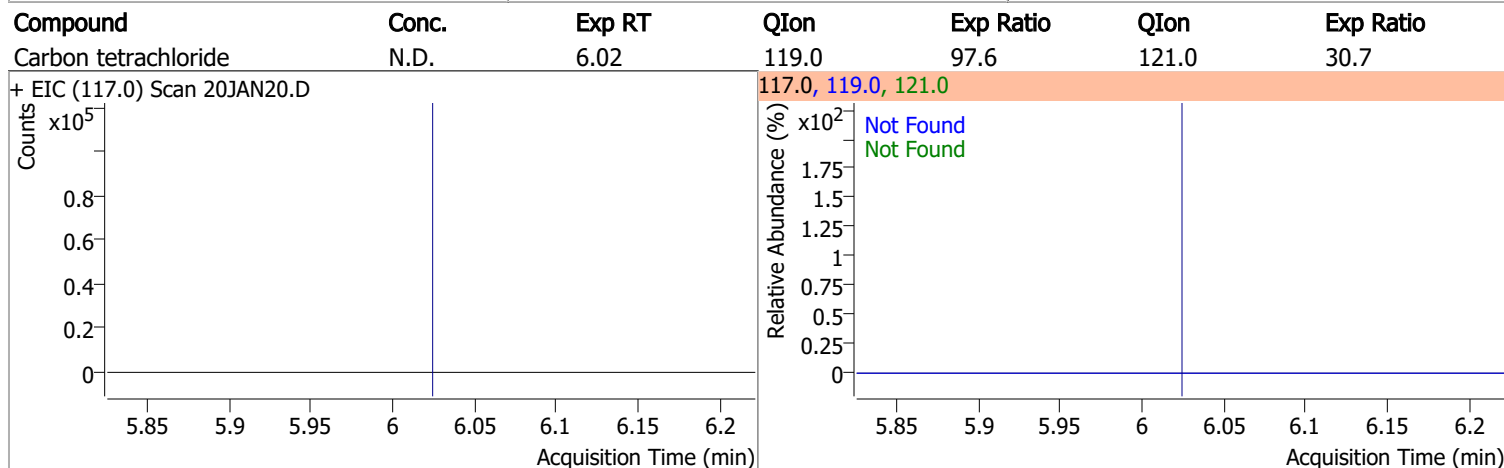 Compound Conc. Exp RT QIon Exp Ratio QIon Exp Ratio
Carbon tetrachloride N.D. 6.02 119.0 97.6 121.0 30.7
+ EIC (117.0) Scan 20JAN20.D
Counts
x10⁵
0.8
0.6
0.4
0.2
0
5.85 5.9 5.95 6 6.05 6.1 6.15 6.2
Acquisition Time (min)
117.0, 119.0, 121.0
Relative Abundance (%)
x10²
Not Found
Not Found
1.75
1.5
1.25
1
0.75
0.5
0.25
0
5.85 5.9 5.95 6 6.05 6.1 6.15 6.2
Acquisition Time (min)